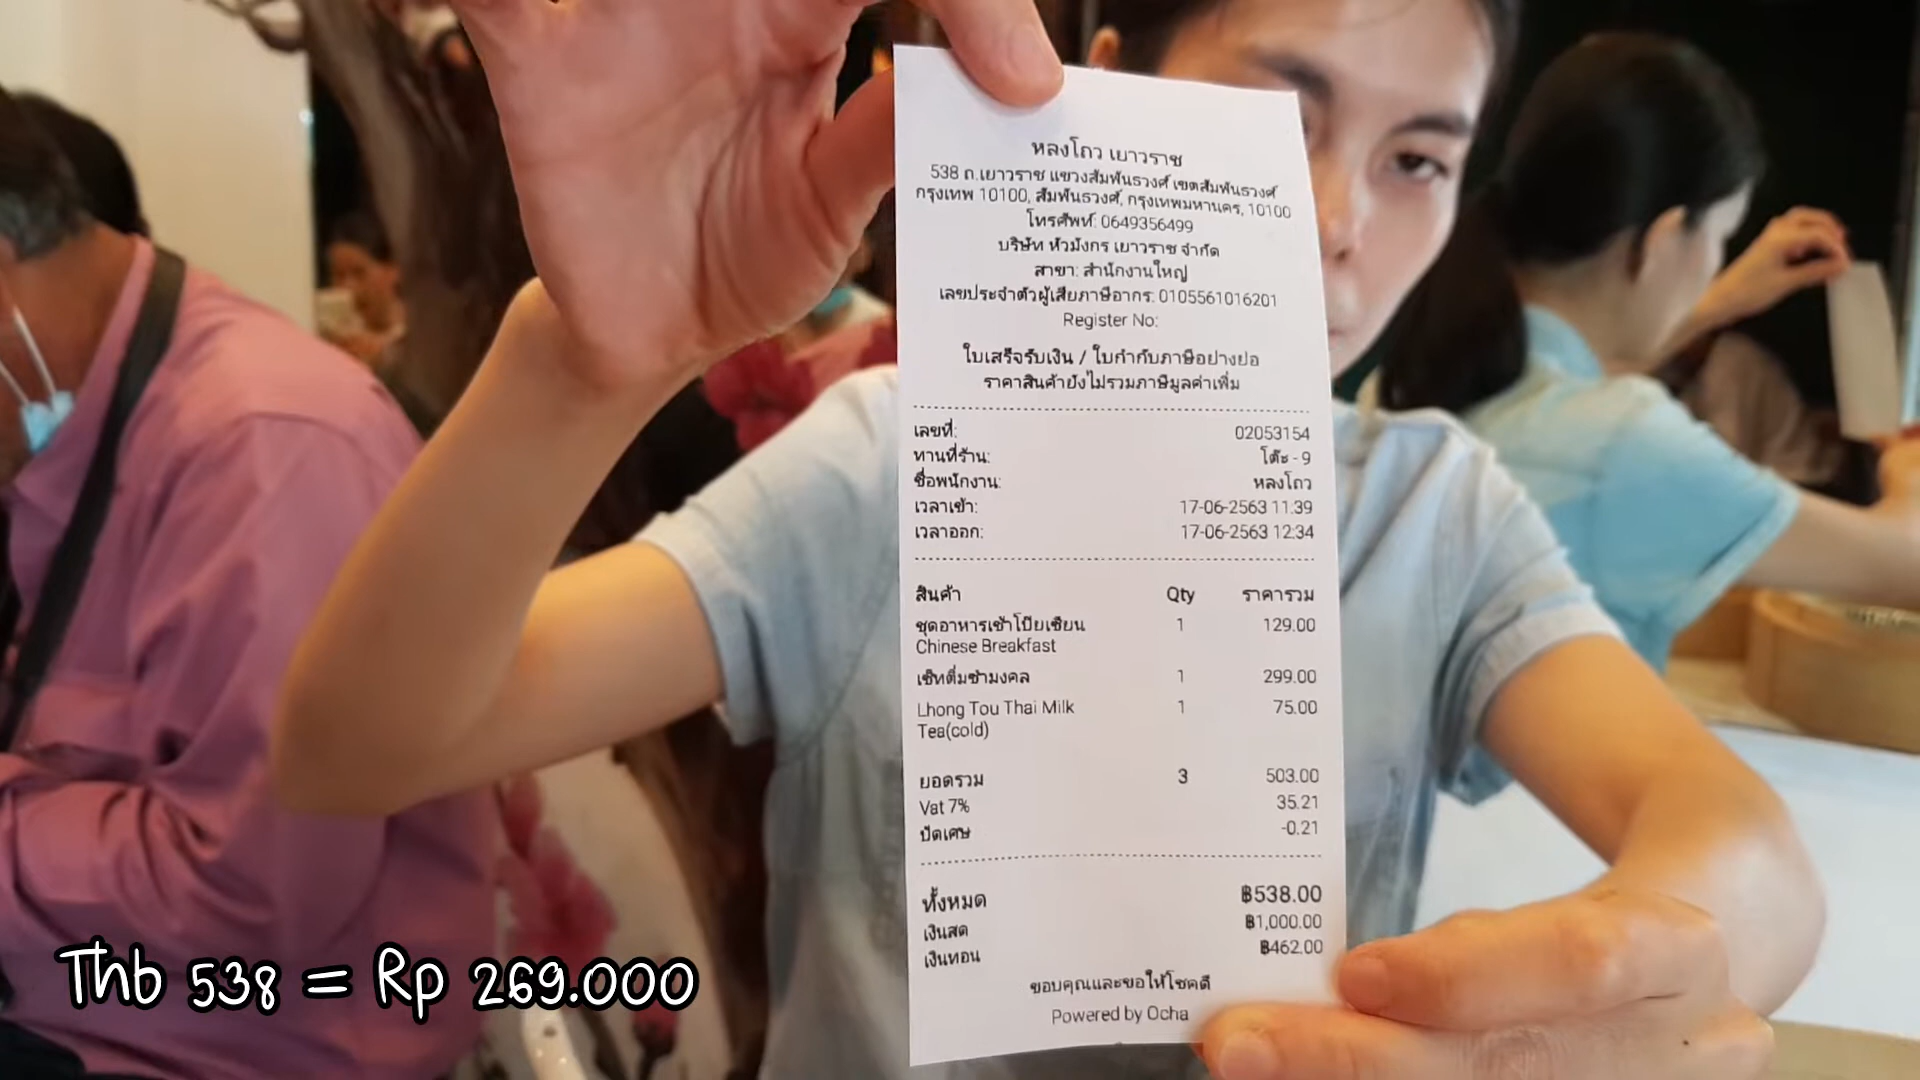 หลงโถว เยาวราช
538 ถ.เยาวราช แขวงสัมพันธวงศ์ เขตสัมพันธวงศ์
กรุงเทพ 10100, สัมพันธวงศ์, กรุงเทพมหานคร, 10100
โทรศัพท์: 0649356499
บริษัท หัวมังกร เยาวราช จำกัด
สาขา: สำนักงานใหญ่
เลขประจำตัวผู้เสียภาษีอากร: 0105561016201
Register No:
ใบเสร็จรับเงิน / ใบกำกับภาษีอย่างย่อ
ราคาสินค้ายังไม่รวมภาษีมูลค่าเพิ่ม
เลขที่: 02053154
ทานที่ร้าน: โต๊ะ - 9
ชื่อพนักงาน: หลงโถว
เวลาเข้า: 17-06-2563 11:39
เวลาออก: 17-06-2563 12:34
สินค้า Qty ราคารวม
ชุดอาหารเช้าโป๊ยเซียน 1 129.00
Chinese Breakfast
เซ็ทติ่มซำมงคล 1 299.00
Lhong Tou Thai Milk 1 75.00
Tea(cold)
ยอดรวม 3 503.00
Vat 7% 35.21
ปัดเศษ -0.21
ทั้งหมด ฿538.00
เงินสด ฿1,000.00
เงินทอน ฿462.00
ขอบคุณและขอให้โชคดี
Powered by Ocha
Thb 538 = Rp 269.000